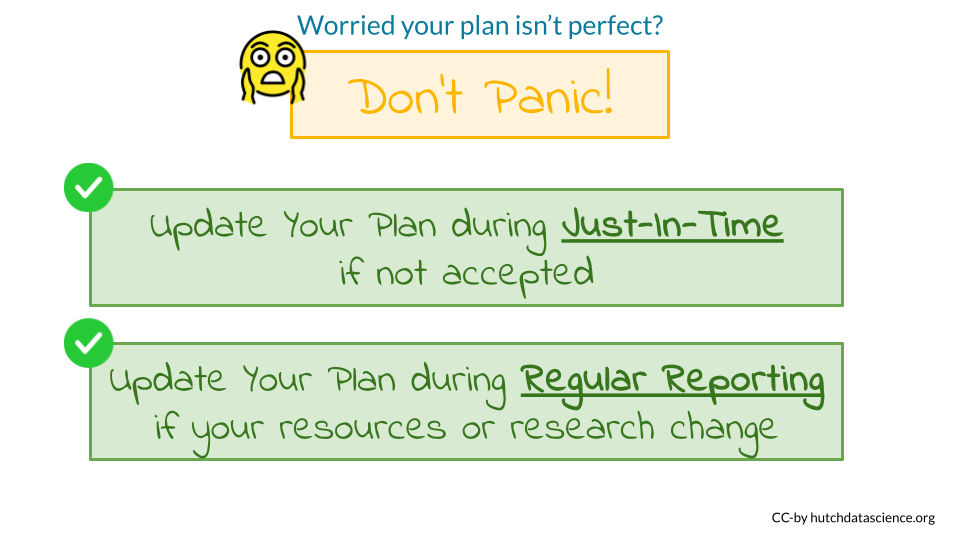 Worried your plan isn’t perfect?
Don't Panic!
Update Your Plan during Just-In-Time
if not accepted
Update Your Plan during Regular Reporting
if your resources or research change
CC-by hutchdatascience.org